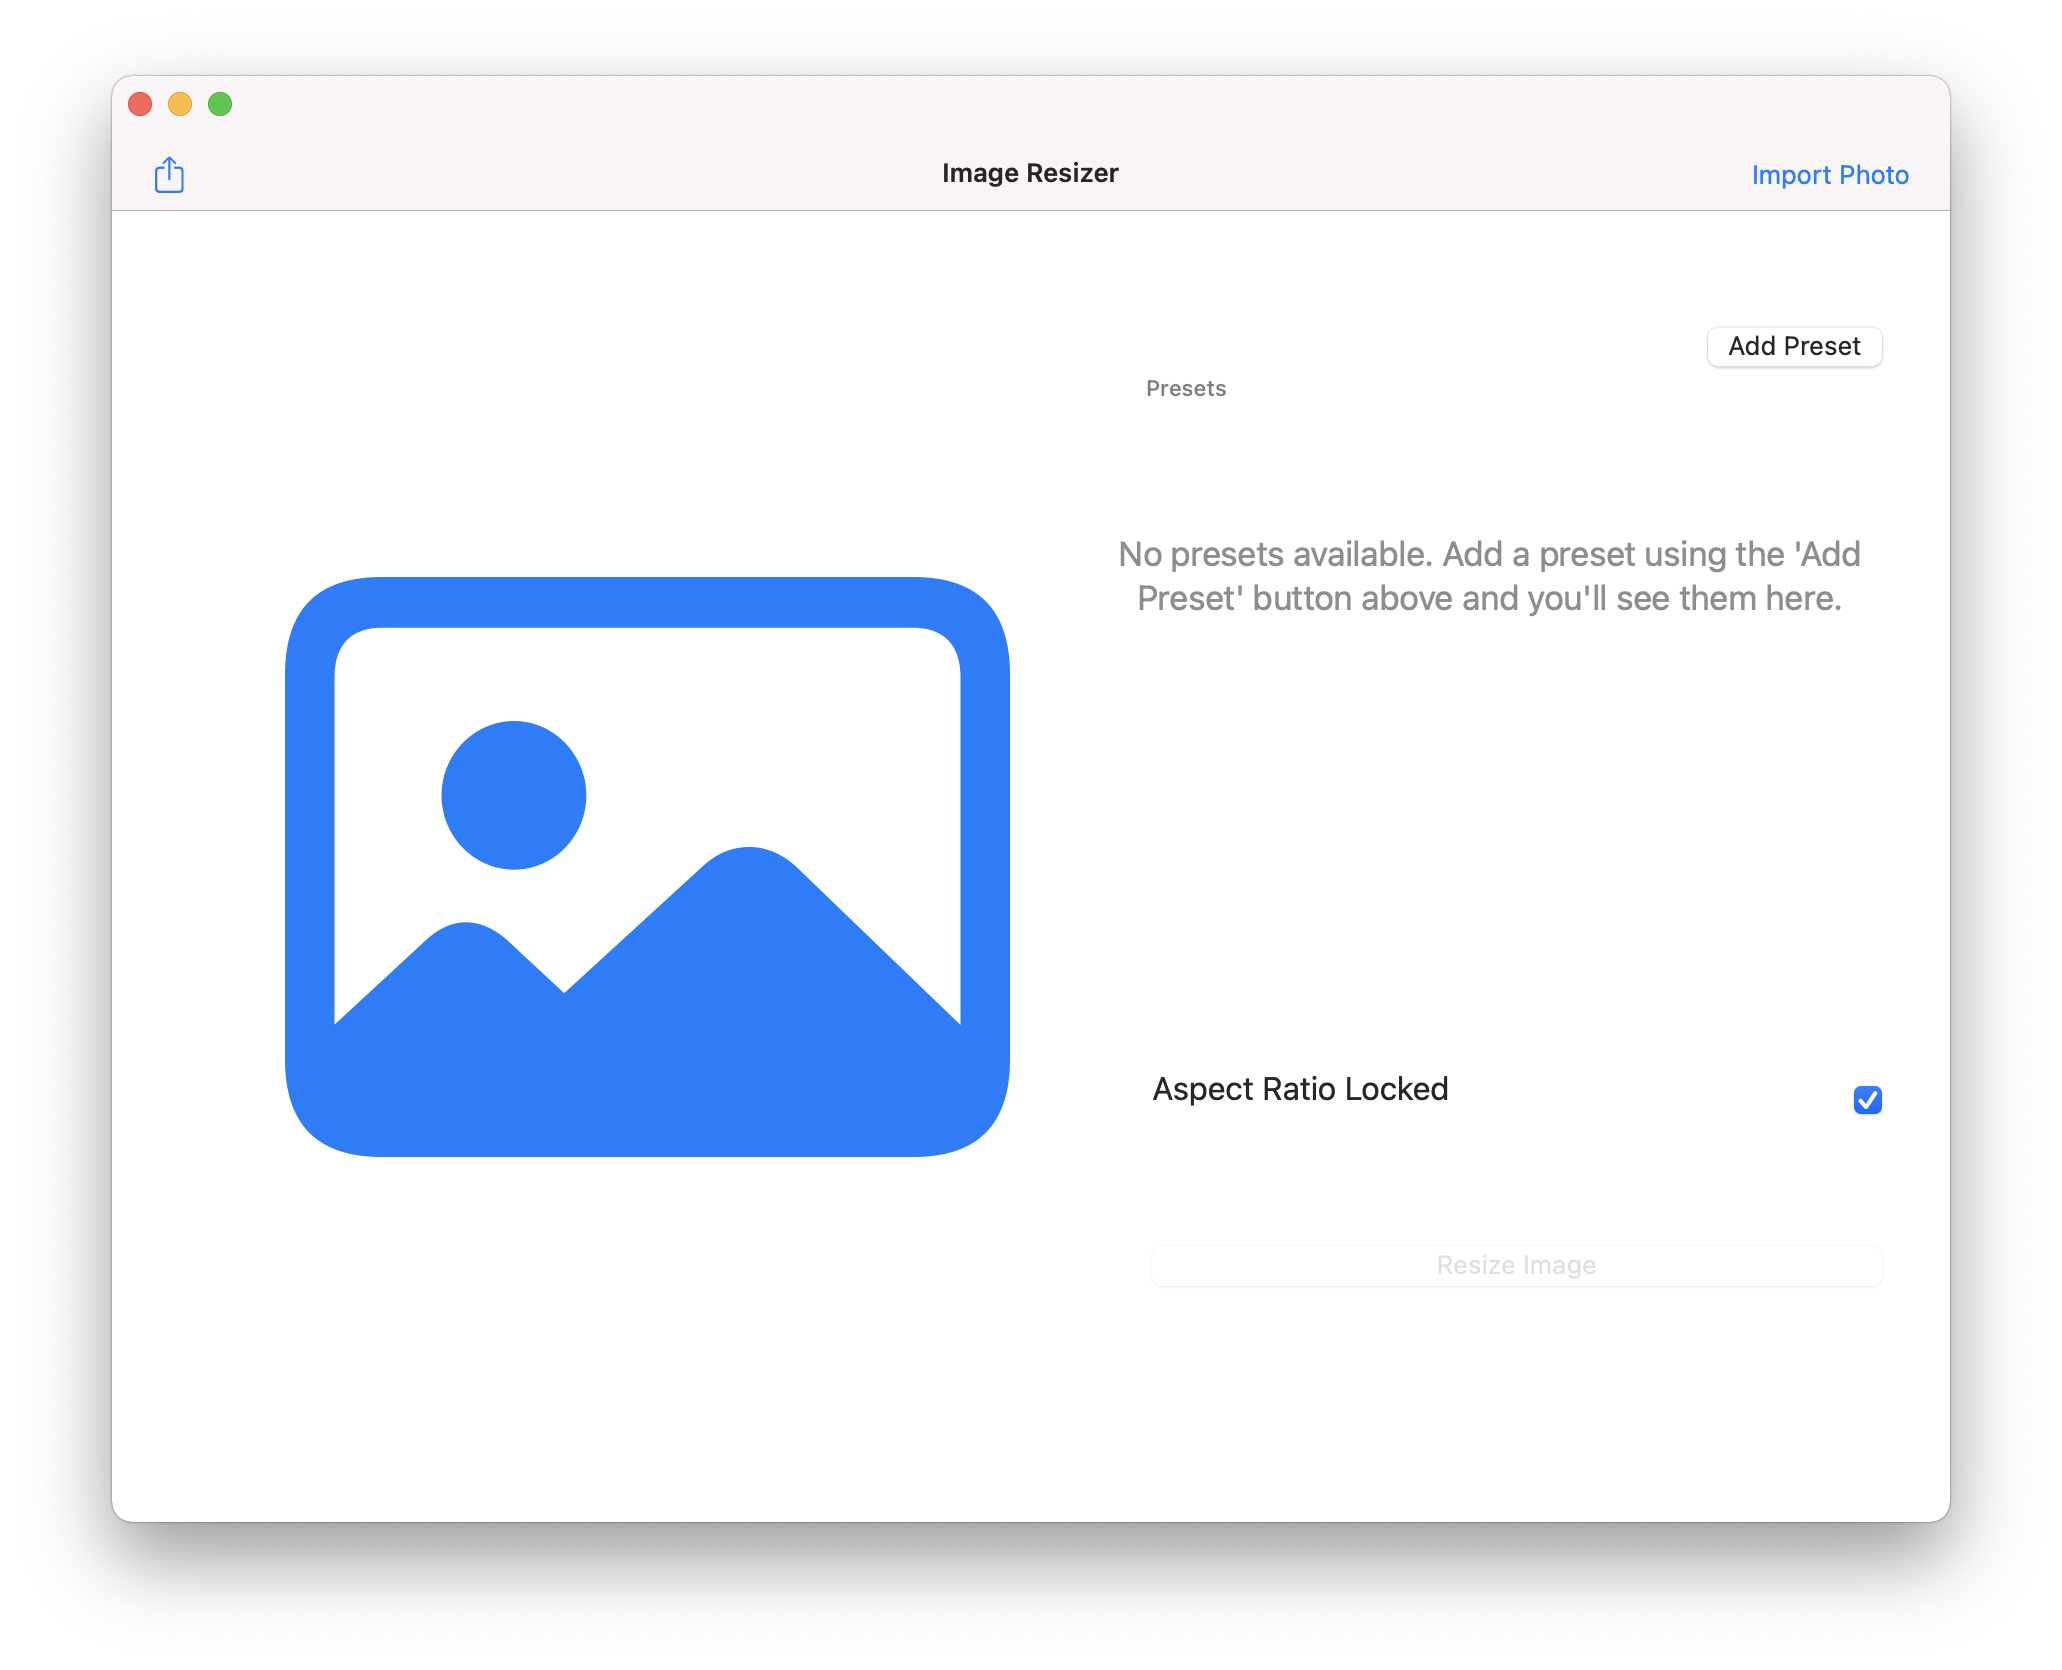 Image Resizer
Import Photo
Add Preset
Presets
No presets available. Add a preset using the 'Add
Preset' button above and you'll see them here.
Aspect Ratio Locked
Resize Image